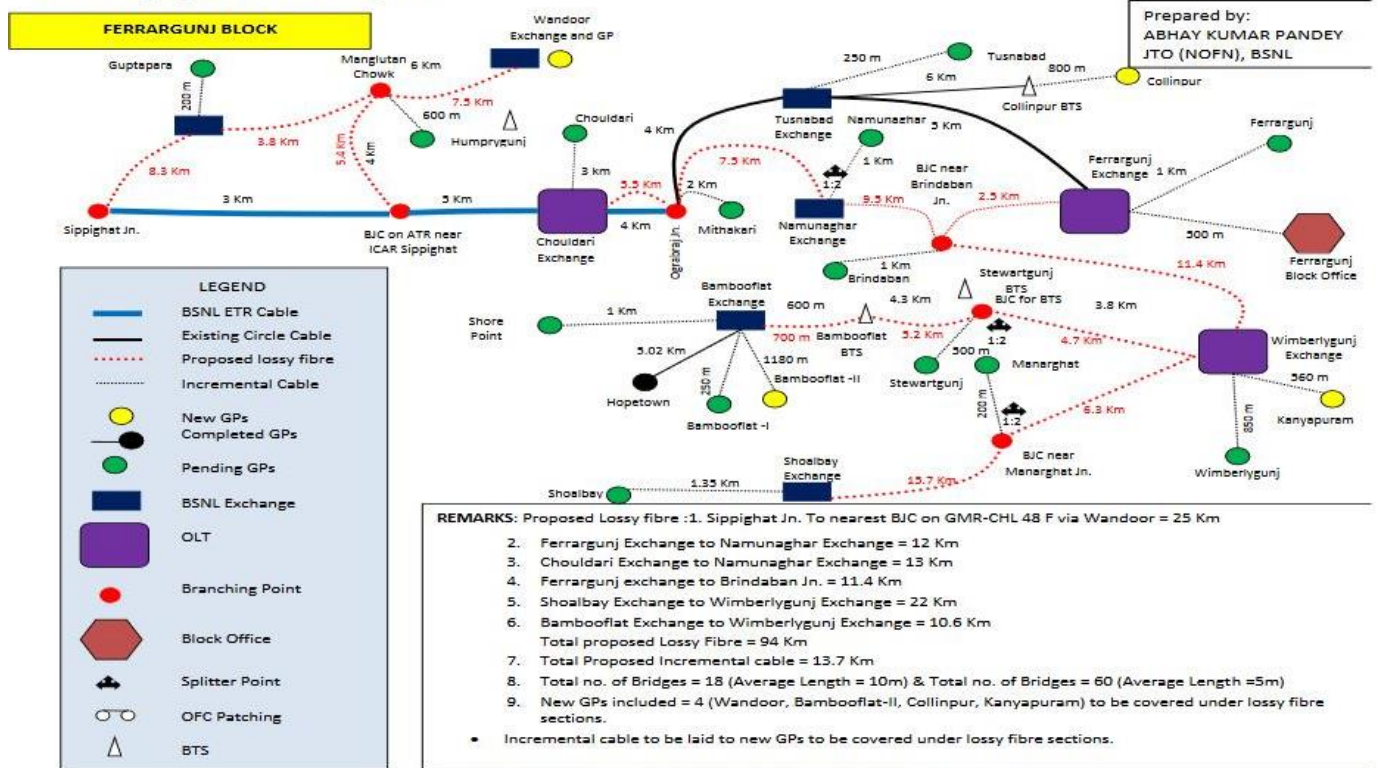 FERRARGUNJ BLOCK
Prepared by:
ABHAY KUMAR PANDEY
JTO (NOFN), BSNL
Wandoor
Exchange and GP
Guptapara
Manglutan
Chowk
6 Km
7.5 Km
200 m
3.8 Km
600 m
Humprygunj
8.3 Km
5.4 Km
4 Km
Chouldari
3 Km
250 m
Tusnabad
6 Km
800 m
Collinpur
Collinpur BTS
Tusnabad
Exchange
Namunaghar
4 Km
5 Km
Ferrargunj
7.5 Km
1 Km
1:2
BJC near
Brindaban
Jn.
Ferrargunj
Exchange
1 Km
3 Km
5 Km
5.5 Km
2 Km
9.5 Km
2.5 Km
500 m
Sippighat Jn.
BJC on ATR near
ICAR Sippighat
Chouldari
Exchange
4 Km
Ograbraj Jn.
Mithakari
Namunaghar
Exchange
1 Km
Brindaban
Ferrargunj
Block Office
11.4 Km
Stewartgunj
BTS
Bambooflat
Exchange
600 m
4.3 Km
BJC for BTS
3.8 Km
Shore
Point
1 Km
700 m
Bambooflat
BTS
5.2 Km
1:2
4.7 Km
Wimberlygunj
Exchange
5.02 Km
1180 m
500 m
Manarghat
560 m
Hopetown
250 m
Bambooflat -II
Stewartgunj
200 m
1:2
6.3 Km
850 m
Kanyapuram
Bambooflat -I
BJC near
Manarghat Jn.
Wimberlygunj
Shoalbay
Exchange
Shoalbay
1.35 Km
15.7 Km
LEGEND
BSNL ETR Cable
Existing Circle Cable
Proposed lossy fibre
Incremental Cable
New GPs
Completed GPs
Pending GPs
BSNL Exchange
OLT
Branching Point
Block Office
Splitter Point
OFC Patching
BTS
REMARKS: Proposed Lossy fibre :1. Sippighat Jn. To nearest BJC on GMR-CHL 48 F via Wandoor = 25 Km
2. Ferrargunj Exchange to Namunaghar Exchange = 12 Km
3. Chouldari Exchange to Namunaghar Exchange = 13 Km
4. Ferrargunj exchange to Brindaban Jn. = 11.4 Km
5. Shoalbay Exchange to Wimberlygunj Exchange = 22 Km
6. Bambooflat Exchange to Wimberlygunj Exchange = 10.6 Km
Total proposed Lossy Fibre = 94 Km
7. Total Proposed Incremental cable = 13.7 Km
8. Total no. of Bridges = 18 (Average Length = 10m) & Total no. of Bridges = 60 (Average Length =5m)
9. New GPs included = 4 (Wandoor, Bambooflat-II, Collinpur, Kanyapuram) to be covered under lossy fibre
sections.
• Incremental cable to be laid to new GPs to be covered under lossy fibre sections.